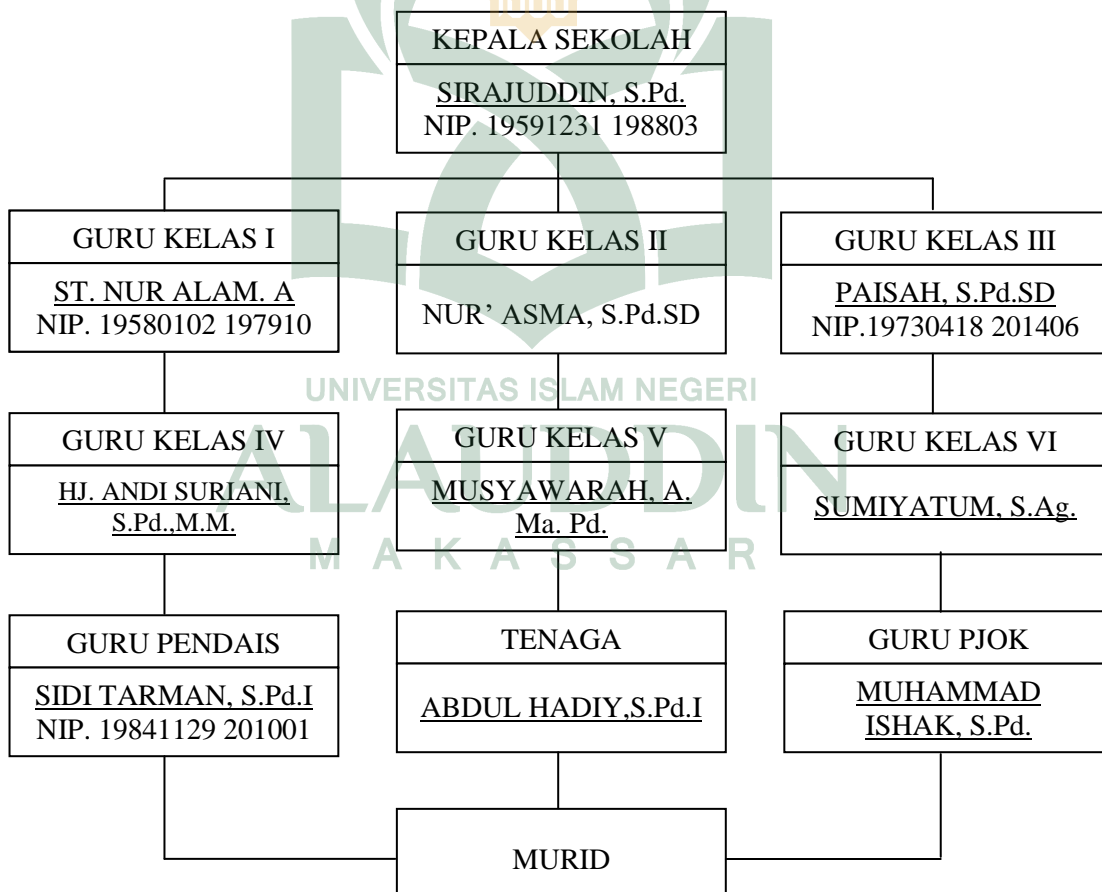 KEPALA SEKOLAH
SIRAJUDDIN, S.Pd.
NIP. 19591231 198803
GURU KELAS I
ST. NUR ALAM. A
NIP. 19580102 197910
GURU KELAS II
NUR’ ASMA, S.Pd.SD
GURU KELAS III
PAISAH, S.Pd.SD
NIP.19730418 201406
UNIVERSITAS ISLAM NEGERI
ALAUDDIN
MAKASSAR
GURU KELAS IV
HJ. ANDI SURIANI,
S.Pd.,M.M.
GURU KELAS V
MUSYAWARAH, A.
Ma. Pd.
GURU KELAS VI
SUMIYATUM, S.Ag.
GURU PENDAIS
SIDI TARMAN, S.Pd.I
NIP. 19841129 201001
TENAGA
ABDUL HADIY,S.Pd.I
GURU PJOK
MUHAMMAD
ISHAK, S.Pd.
MURID